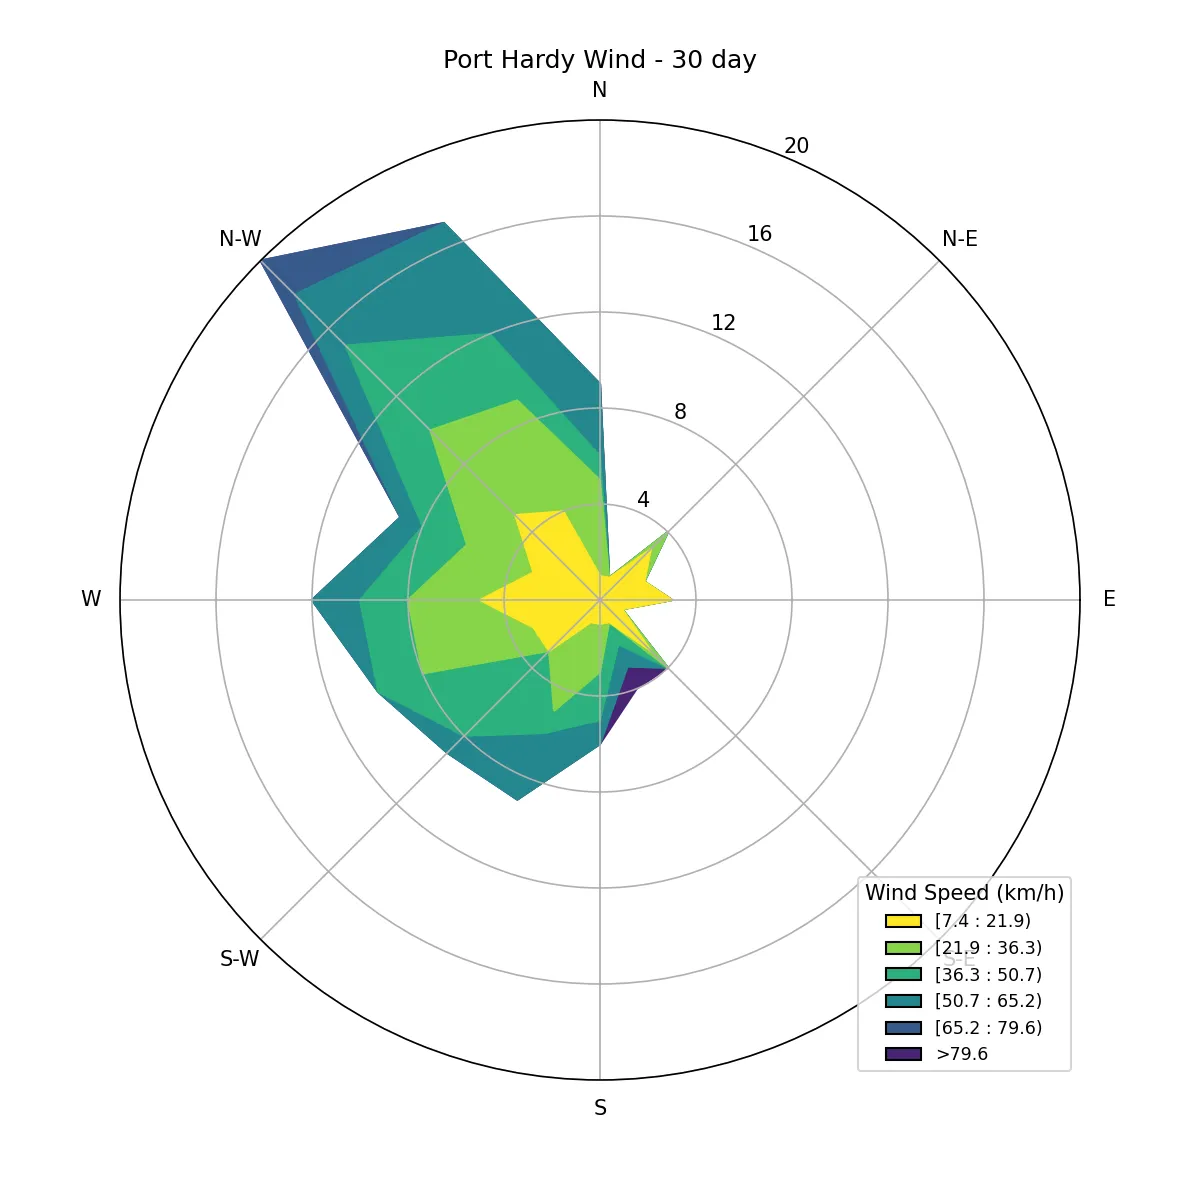 Port Hardy Wind - 30 day
N
20
N-W
16
N-E
12
8
4
W
E
S-W
S-E
S
Wind Speed (km/h)
[7.4 : 21.9)
[21.9 : 36.3)
[36.3 : 50.7)
[50.7 : 65.2)
[65.2 : 79.6)
>79.6